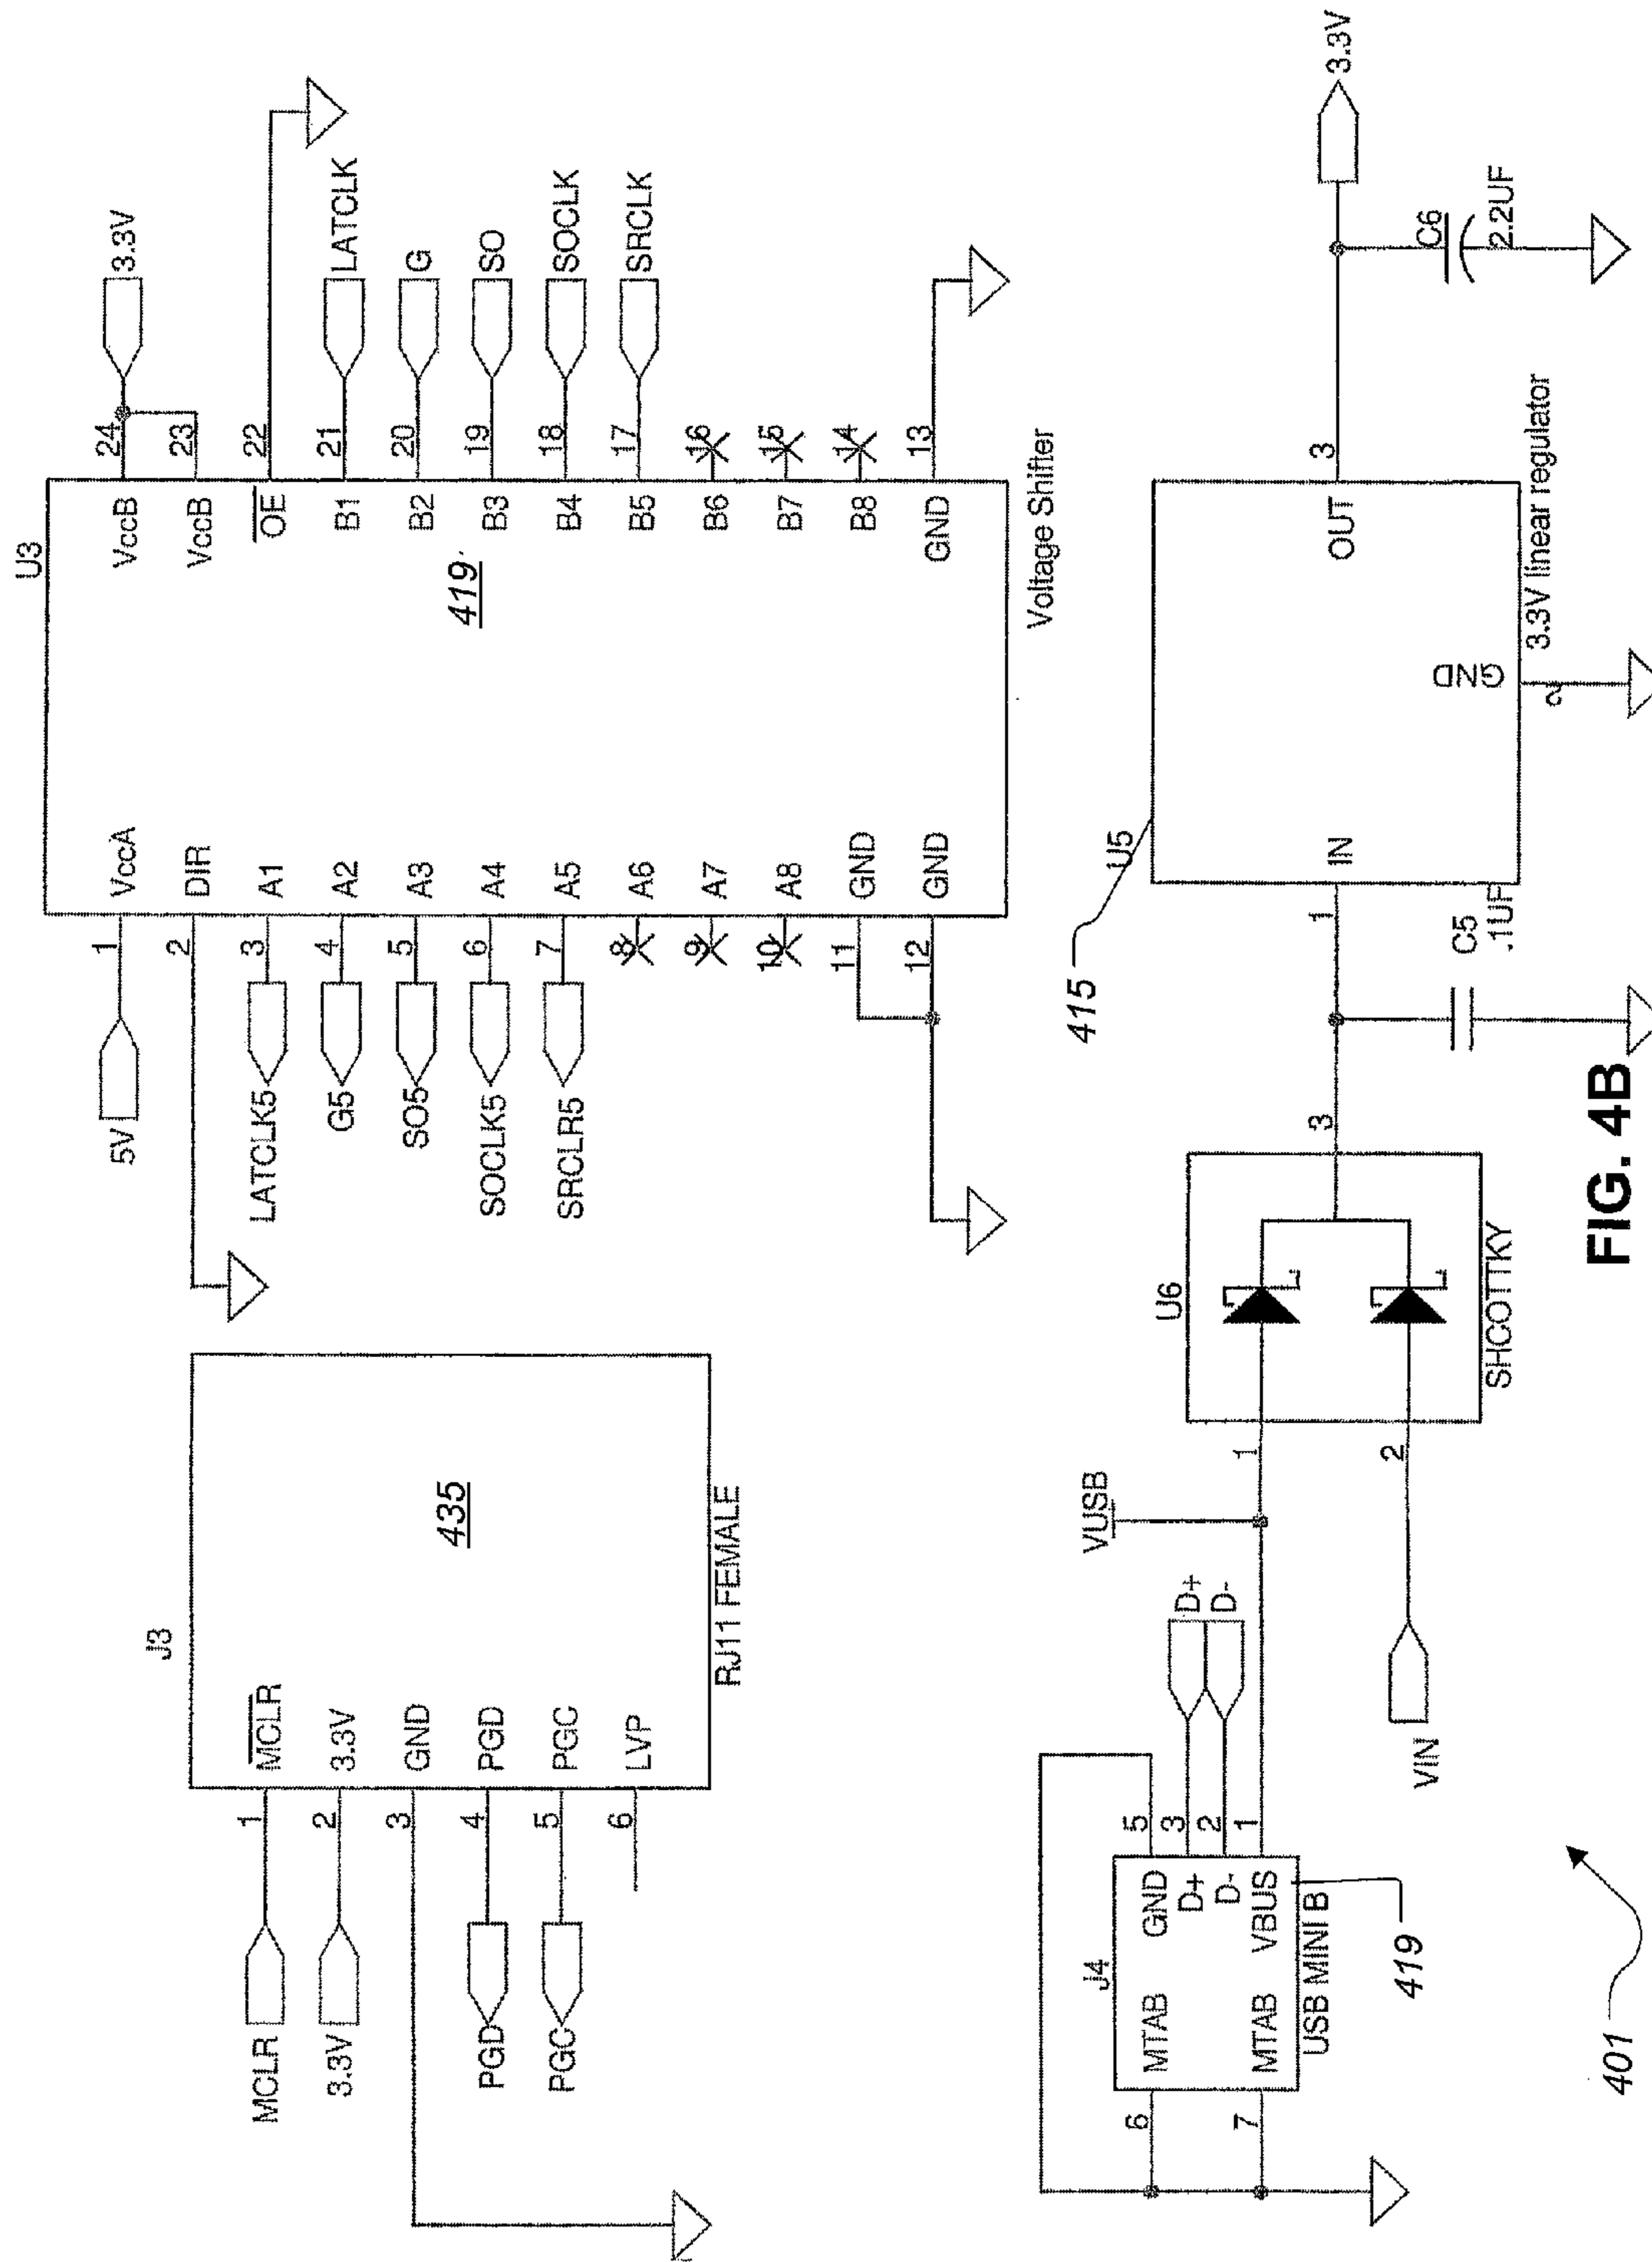 J3
435
RJ11 FEMALE
MCLR 1 MCLR
3.3V 2 3.3V
3 GND
PGD 4 PGD
PGC 5 PGC
6 LVP
U3
419
Voltage Shifter
5V 1 VccA
2 DIR
LATCLK5 3 A1
G5 4 A2
SO5 5 A3
SOCLK5 6 A4
SRCLR5 7 A5
8 A6
9 A7
10 A8
11 GND
12 GND
VccB 24 3.3V
VccB 23
OE 22
B1 21 LATCLK
B2 20 G
B3 19 SO
B4 18 SOCLK
B5 17 SRCLK
B6 16
B7 15
B8 14
GND 13
J4
6 MTAB GND 5
D+ 3 D+
D- 2 D-
7 MTAB VBUS 1
USB MINI B
419
VUSB
VIN
U6
1
2
3
SHCOTTKY
C5
.1UF
415
U5
1 IN
OUT 3
GND
2
3.3V linear regulator
C6
2.2UF
3.3V
401
FIG. 4B